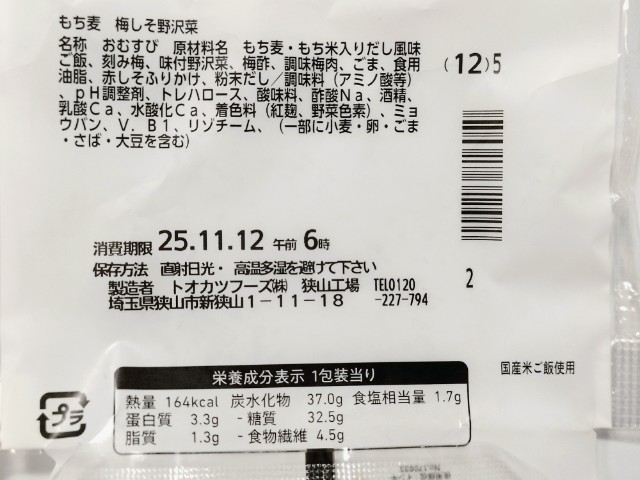 もち麦　梅しそ野沢菜
名称　おむすび　原材料名　もち麦・もち米入りだし風味
ご飯、刻み梅、味付野沢菜、梅酢、調味梅肉、ごま、食用
油脂、赤しそふりかけ、粉末だし／調味料（アミノ酸等）
、ｐＨ調整剤、トレハロース、酸味料、酢酸Ｎａ、酒精、
乳酸Ｃａ、水酸化Ｃａ、着色料（紅麹、野菜色素）、ミョ
ウバン、Ｖ．Ｂ１、リゾチーム、（一部に小麦・卵・ごま
・さば・大豆を含む）
(12)5
消費期限 25.11.12 午前 6時
保存方法　直射日光・高温多湿を避けて下さい
製造者　トオカツフーズ㈱　狭山工場　TEL0120
埼玉県狭山市新狭山１－１１－１８　-227-794
2
国産米ご飯使用
栄養成分表示 1包装当り
熱量 164kcal 炭水化物 37.0g 食塩相当量 1.7g
蛋白質 3.3g - 糖質 32.5g
脂質 1.3g - 食物繊維 4.5g
プラ